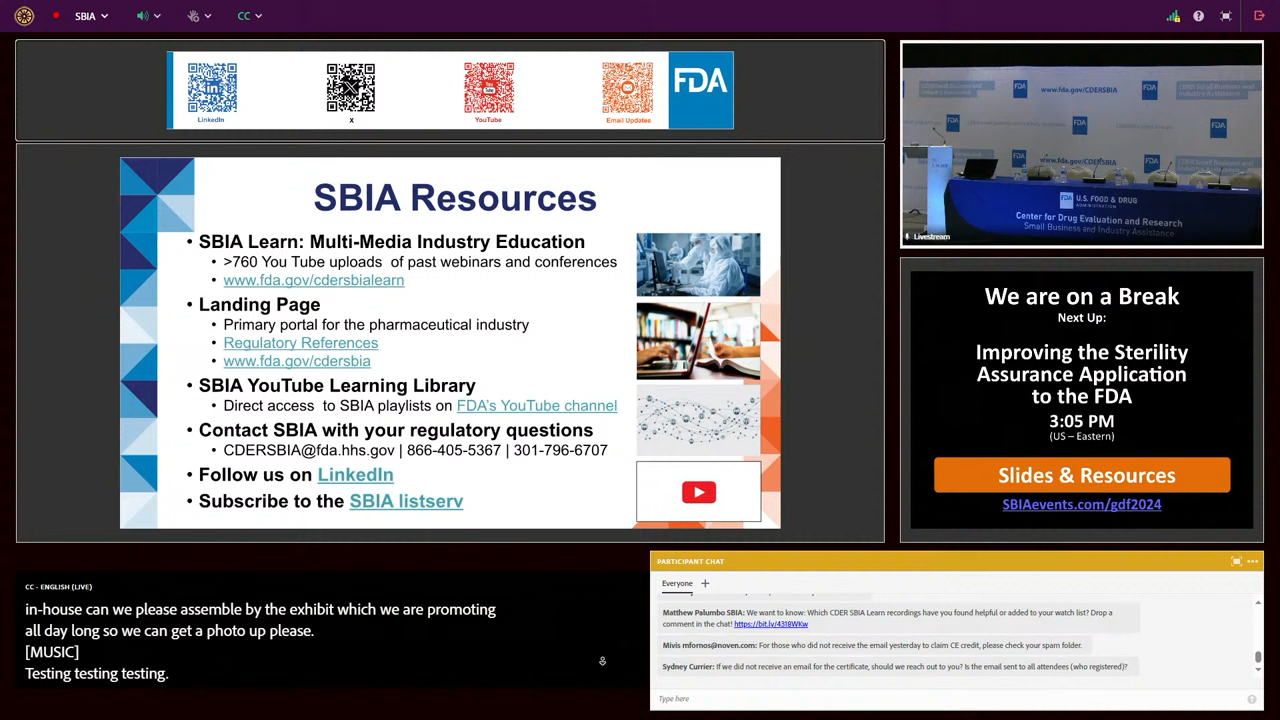 SBIA
CC
LinkedIn
X
YouTube
Email Updates
FDA
SBIA Resources
• SBIA Learn: Multi-Media Industry Education
• >760 You Tube uploads of past webinars and conferences
• www.fda.gov/cdersbialearn
• Landing Page
• Primary portal for the pharmaceutical industry
• Regulatory References
• www.fda.gov/cdersbia
• SBIA YouTube Learning Library
• Direct access to SBIA playlists on FDA's YouTube channel
• Contact SBIA with your regulatory questions
• CDERSBIA@fda.hhs.gov | 866-405-5367 | 301-796-6707
• Follow us on LinkedIn
• Subscribe to the SBIA listserv
www.fda.gov/CDERSBIA
www.fda.gov/CDERSBIA
FDA
U.S. FOOD & DRUG
ADMINISTRATION
Center for Drug Evaluation and Research
Small Business and Industry Assistance
Livestream
We are on a Break
Next Up:
Improving the Sterility
Assurance Application
to the FDA
3:05 PM
(US – Eastern)
Slides & Resources
SBIAevents.com/gdf2024
CC - ENGLISH (LIVE)
in-house can we please assemble by the exhibit which we are promoting
all day long so we can get a photo up please.
[MUSIC]
Testing testing testing.
PARTICIPANT CHAT
Everyone
Matthew Palumbo SBIA: We want to know: Which CDER SBIA Learn recordings have you found helpful or added to your watch list? Drop a
comment in the chat! https://bit.ly/4318WKw
Mivis mfornos@noven.com: For those who did not receive the email yesterday to claim CE credit, please check your spam folder.
Sydney Currier: If we did not receive an email for the certificate, should we reach out to you? Is the email sent to all attendees (who registered)?
Type here